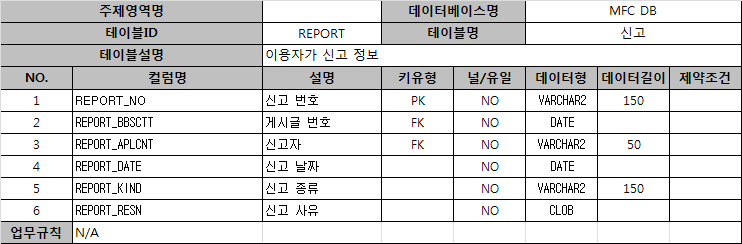 주제영역명 데이터베이스명 MFC DB
테이블ID REPORT 테이블명 신고
테이블설명 이용자가 신고 정보
NO. 컬럼명 설명 키유형 널/유일 데이터형 데이터길이 제약조건
1 REPORT_NO 신고 번호 PK NO VARCHAR2 150
2 REPORT_BBSCTT 게시글 번호 FK NO DATE
3 REPORT_APLCNT 신고자 FK NO VARCHAR2 50
4 REPORT_DATE 신고 날짜 NO DATE
5 REPORT_KIND 신고 종류 NO VARCHAR2 150
6 REPORT_RESN 신고 사유 NO CLOB
업무규칙 N/A